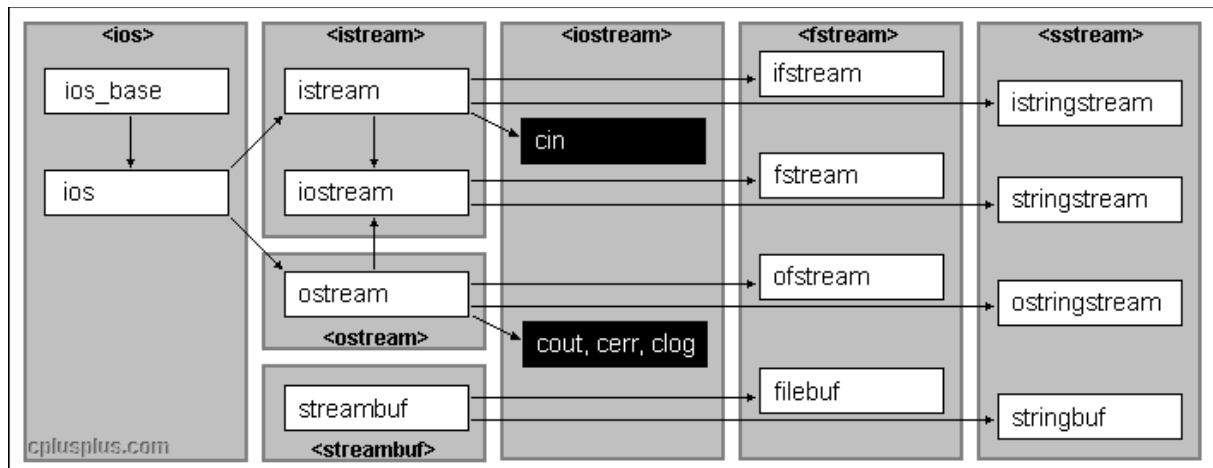 <ios>
ios_base
ios
<istream>
istream
iostream
ostream
<ostream>
streambuf
<streambuf>
<iostream>
cin
cout, cerr, clog
<fstream>
ifstream
fstream
ofstream
filebuf
<sstream>
istringstream
stringstream
ostringstream
stringbuf
cplusplus.com